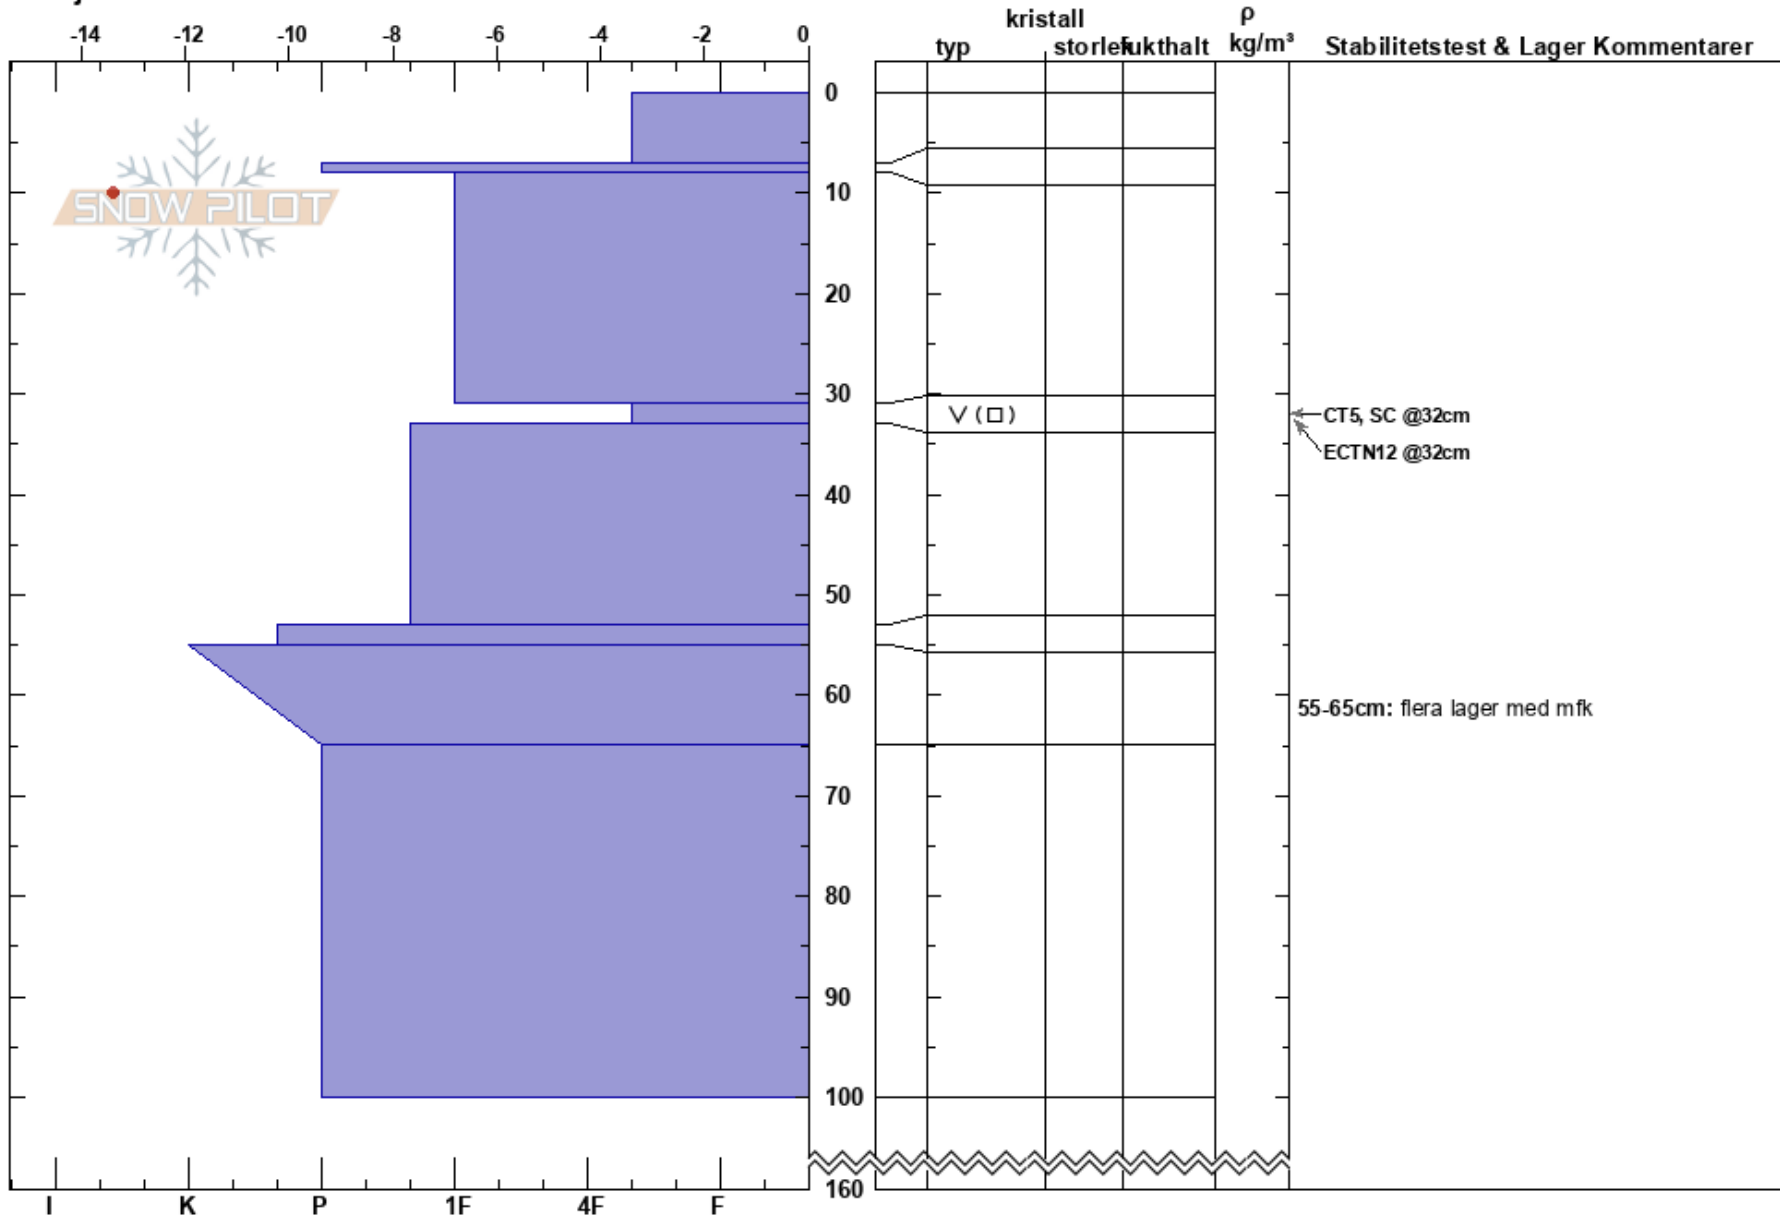 kristall ρ
-14 -12 -10 -8 -6 -4 -2 0
typ storlek fukthalt kg/m³ Stabilitetstest & Lager Kommentarer
0
SNOW PILOT
10
20
30
V (□)
CT5, SC @32cm
ECTN12 @32cm
40
50
60
55-65cm: flera lager med mfk
70
80
90
100
160
I K P 1F 4F F